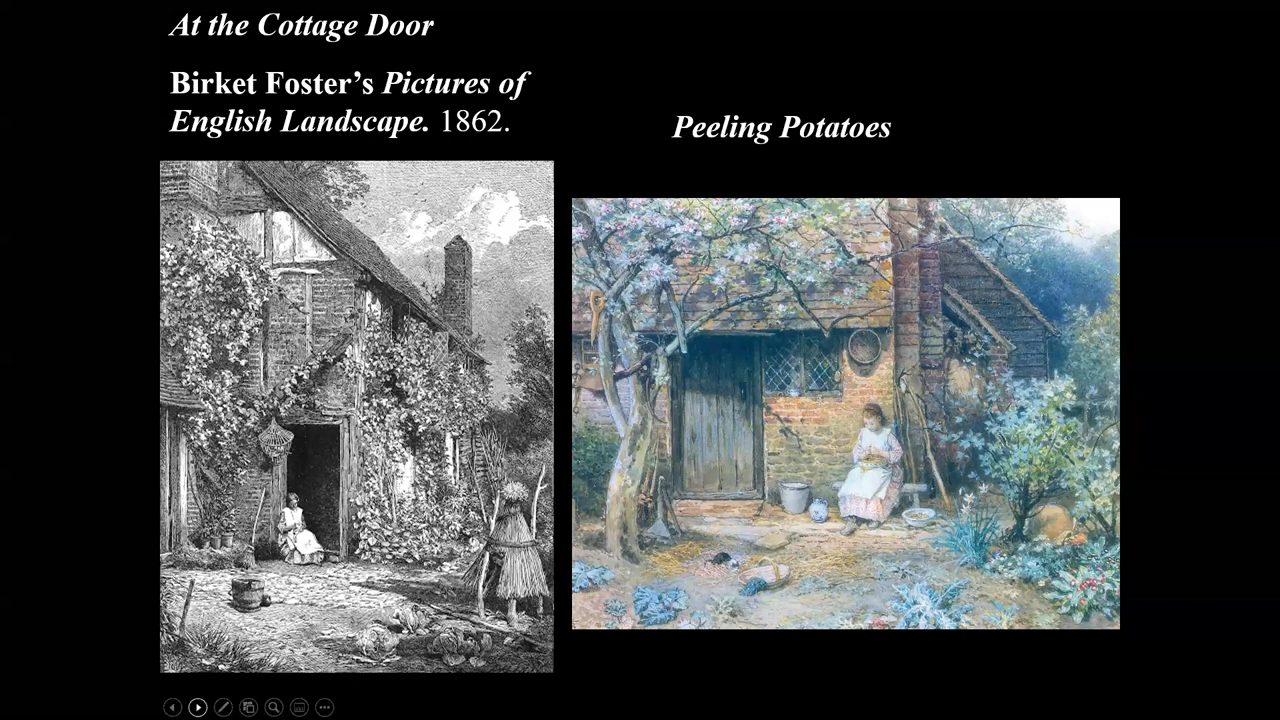 At the Cottage Door
Birket Foster’s Pictures of
English Landscape. 1862.
Peeling Potatoes